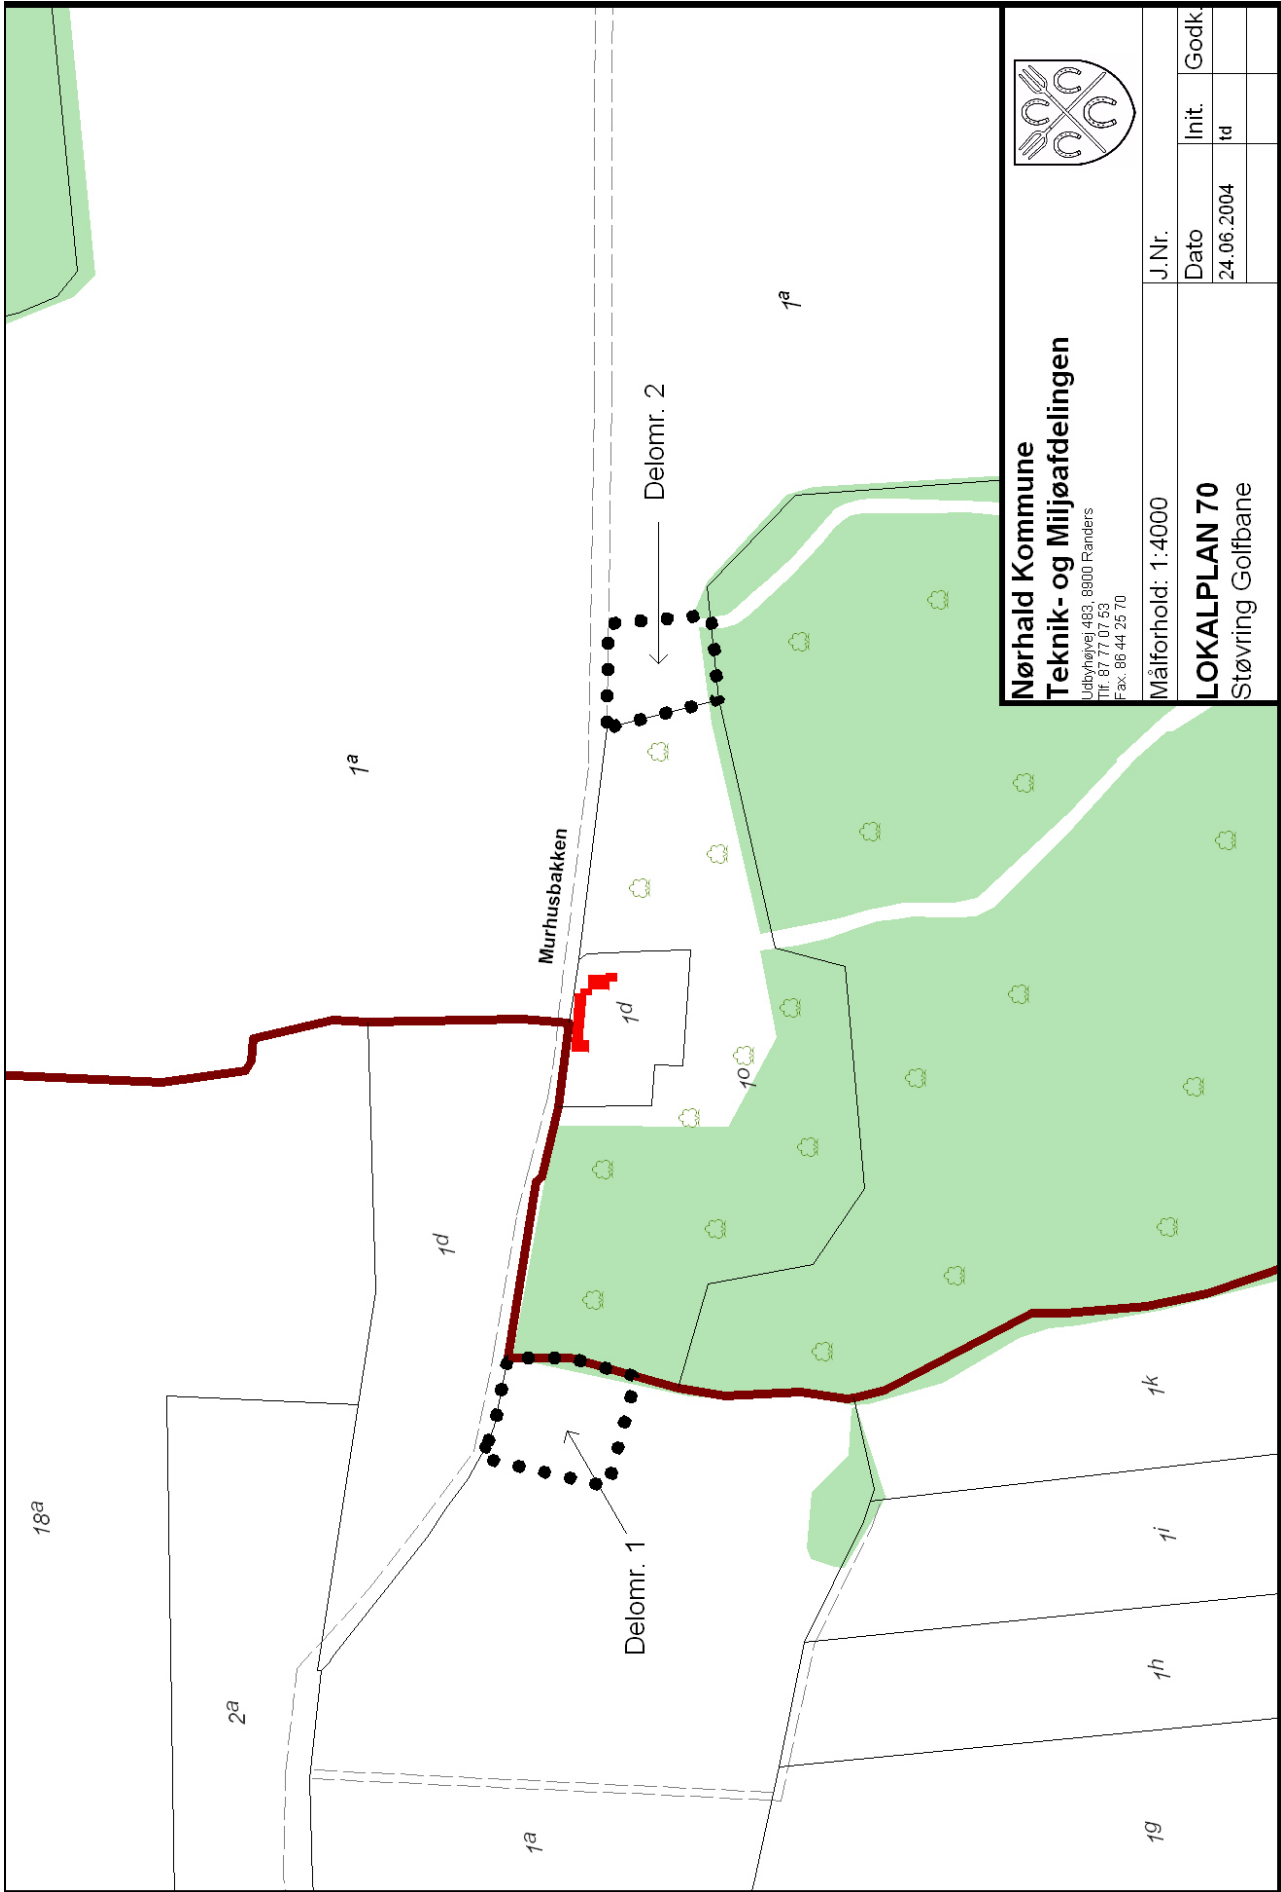 18a
2a
1a
1d
1a
Murhusbakken
1d
1o
1a
Delomr. 1
Delomr. 2
1k
1i
1h
1g
Nørhald Kommune
Teknik- og Miljøafdelingen
Udbyhøjvej 483, 8900 Randers
Tlf. 87 77 07 53
Fax. 86 44 25 70
Målforhold: 1:4000
J.Nr.
LOKALPLAN 70
Støvring Golfbane
Dato Init. Godk.
24.06.2004 td